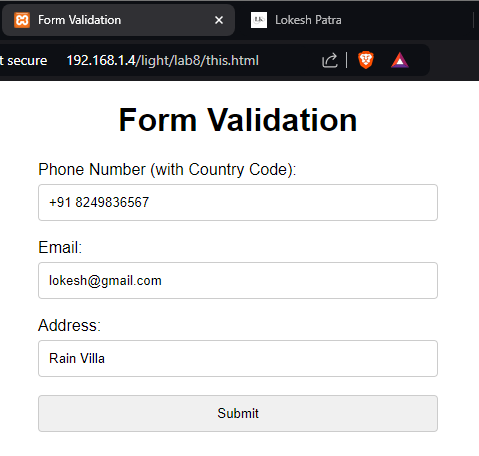 Form Validation
Lokesh Patra
t secure 192.168.1.4/light/lab8/this.html
Form Validation
Phone Number (with Country Code):
+91 8249836567
Email:
lokesh@gmail.com
Address:
Rain Villa
Submit